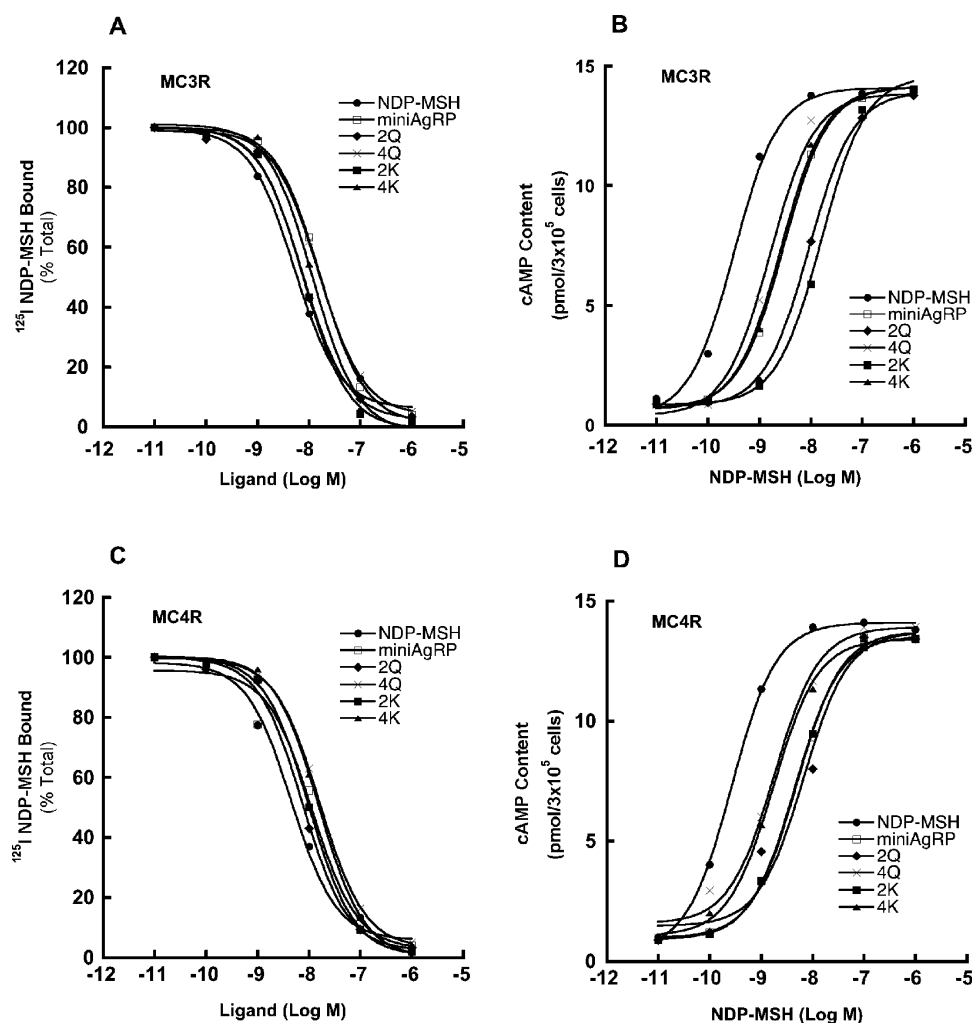 A
MC3R
120
100
80
60
40
20
0
-12 -11 -10 -9 -8 -7 -6 -5
¹²⁵I NDP-MSH Bound
(% Total)
Ligand (Log M)
NDP-MSH
miniAgRP
2Q
4Q
2K
4K
B
MC3R
15
10
5
0
-12 -11 -10 -9 -8 -7 -6 -5
cAMP Content
(pmol/3x10⁵ cells)
NDP-MSH (Log M)
NDP-MSH
miniAgRP
2Q
4Q
2K
4K
C
MC4R
120
100
80
60
40
20
0
-12 -11 -10 -9 -8 -7 -6 -5
¹²⁵I NDP-MSH Bound
(% Total)
Ligand (Log M)
NDP-MSH
miniAgRP
2Q
4Q
2K
4K
D
MC4R
15
10
5
0
-12 -11 -10 -9 -8 -7 -6 -5
cAMP Content
(pmol/3x10⁵ cells)
NDP-MSH (Log M)
NDP-MSH
miniAgRP
2Q
4Q
2K
4K